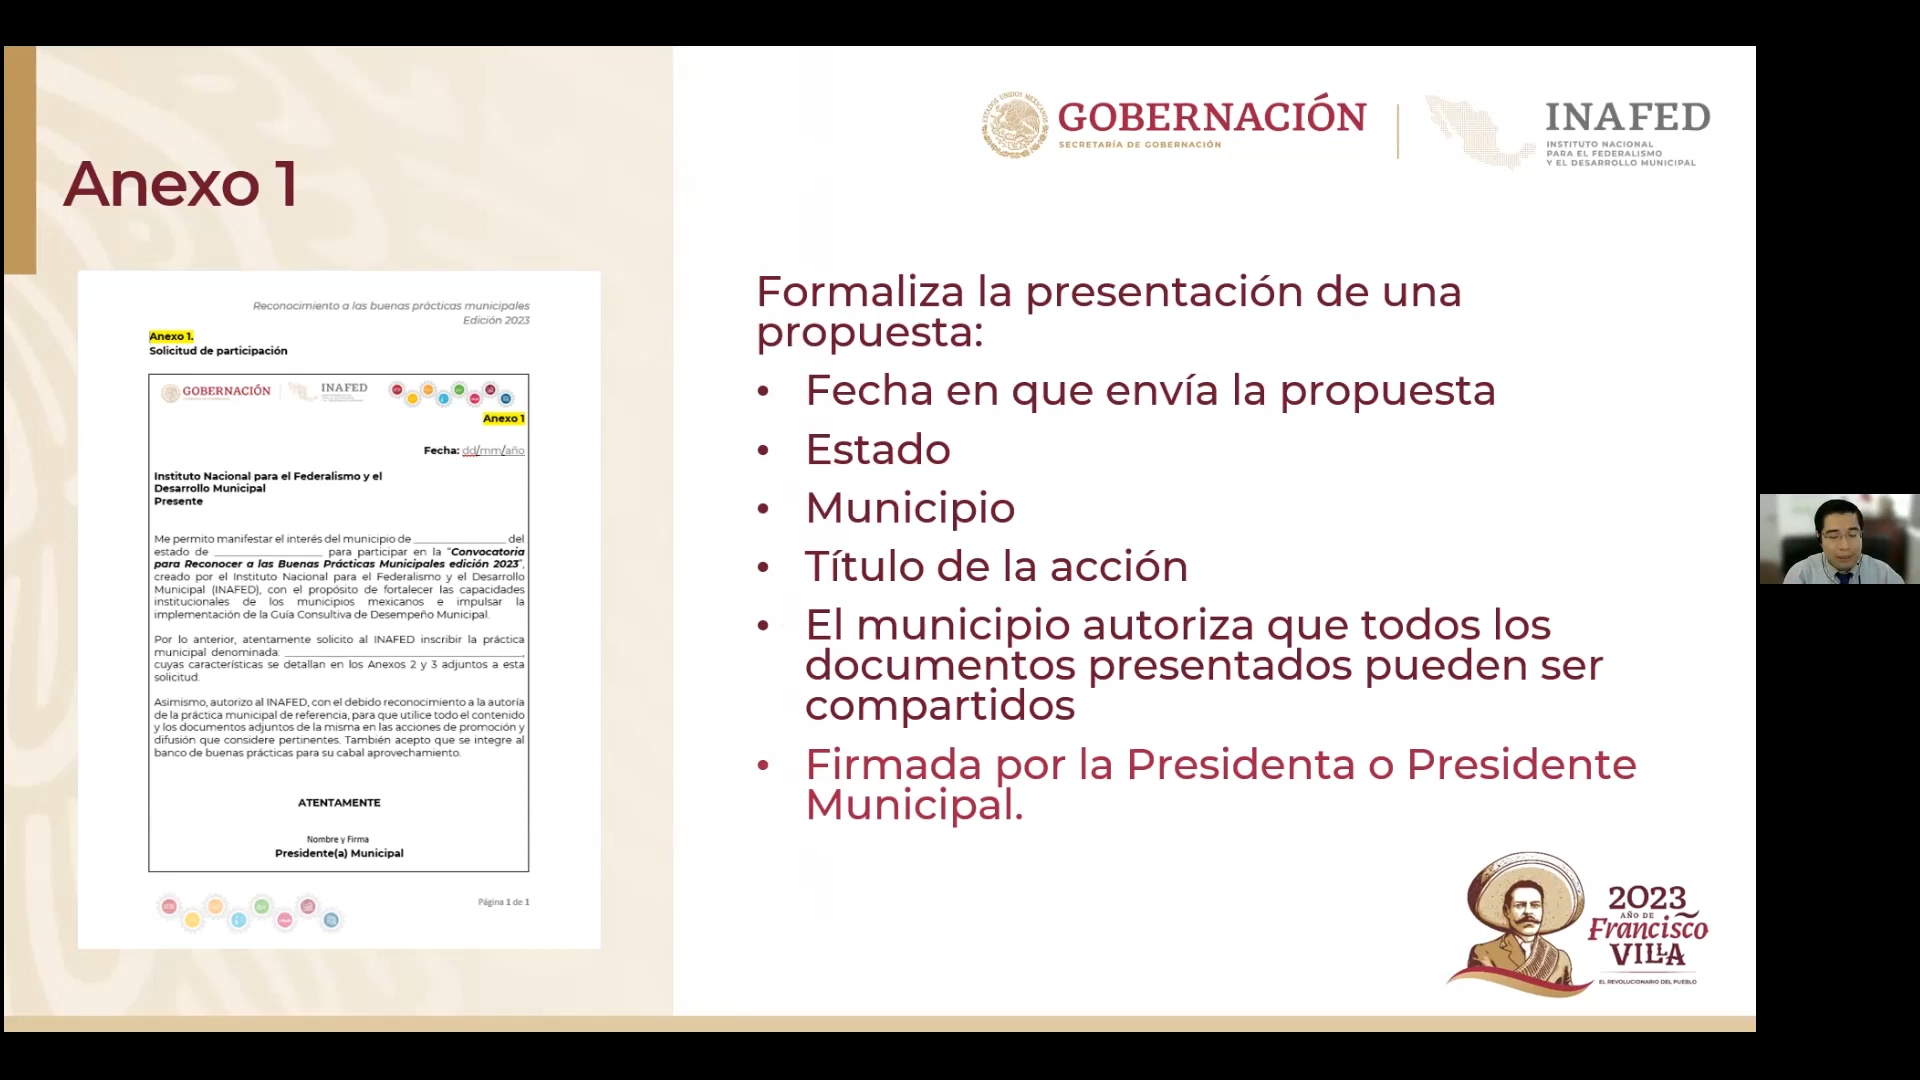 Anexo 1
GOBERNACIÓN
SECRETARÍA DE GOBERNACIÓN
INAFED
INSTITUTO NACIONAL
PARA EL FEDERALISMO
Y EL DESARROLLO MUNICIPAL
Reconocimiento a las buenas prácticas municipales
Edición 2023
Anexo 1.
Solicitud de participación
GOBERNACIÓN
INAFED
Anexo 1
Fecha: dd/mm/año
Instituto Nacional para el Federalismo y el
Desarrollo Municipal
Presente
Me permito manifestar el interés del municipio de ________________ del
estado de ___________________ para participar en la "Convocatoria
para Reconocer a las Buenas Prácticas Municipales edición 2023",
creado por el Instituto Nacional para el Federalismo y el Desarrollo
Municipal (INAFED), con el propósito de fortalecer las capacidades
institucionales de los municipios mexicanos e impulsar la
implementación de la Guía Consultiva de Desempeño Municipal.
Por lo anterior, atentamente solicito al INAFED inscribir la práctica
municipal denominada: ________________________________________,
cuyas características se detallan en los Anexos 2 y 3 adjuntos a esta
solicitud.
Asimismo, autorizo al INAFED, con el debido reconocimiento a la autoría
de la práctica municipal de referencia, para que utilice todo el contenido
y los documentos adjuntos de la misma en las acciones de promoción y
difusión que considere pertinentes. También acepto que se integre al
banco de buenas prácticas para su cabal aprovechamiento.
ATENTAMENTE
Nombre y Firma
Presidente(a) Municipal
Página 1 de 1
Formaliza la presentación de una
propuesta:
• Fecha en que envía la propuesta
• Estado
• Municipio
• Título de la acción
• El municipio autoriza que todos los
documentos presentados pueden ser
compartidos
• Firmada por la Presidenta o Presidente
Municipal.
2023
AÑO DE
Francisco
VILLA
EL REVOLUCIONARIO DEL PUEBLO